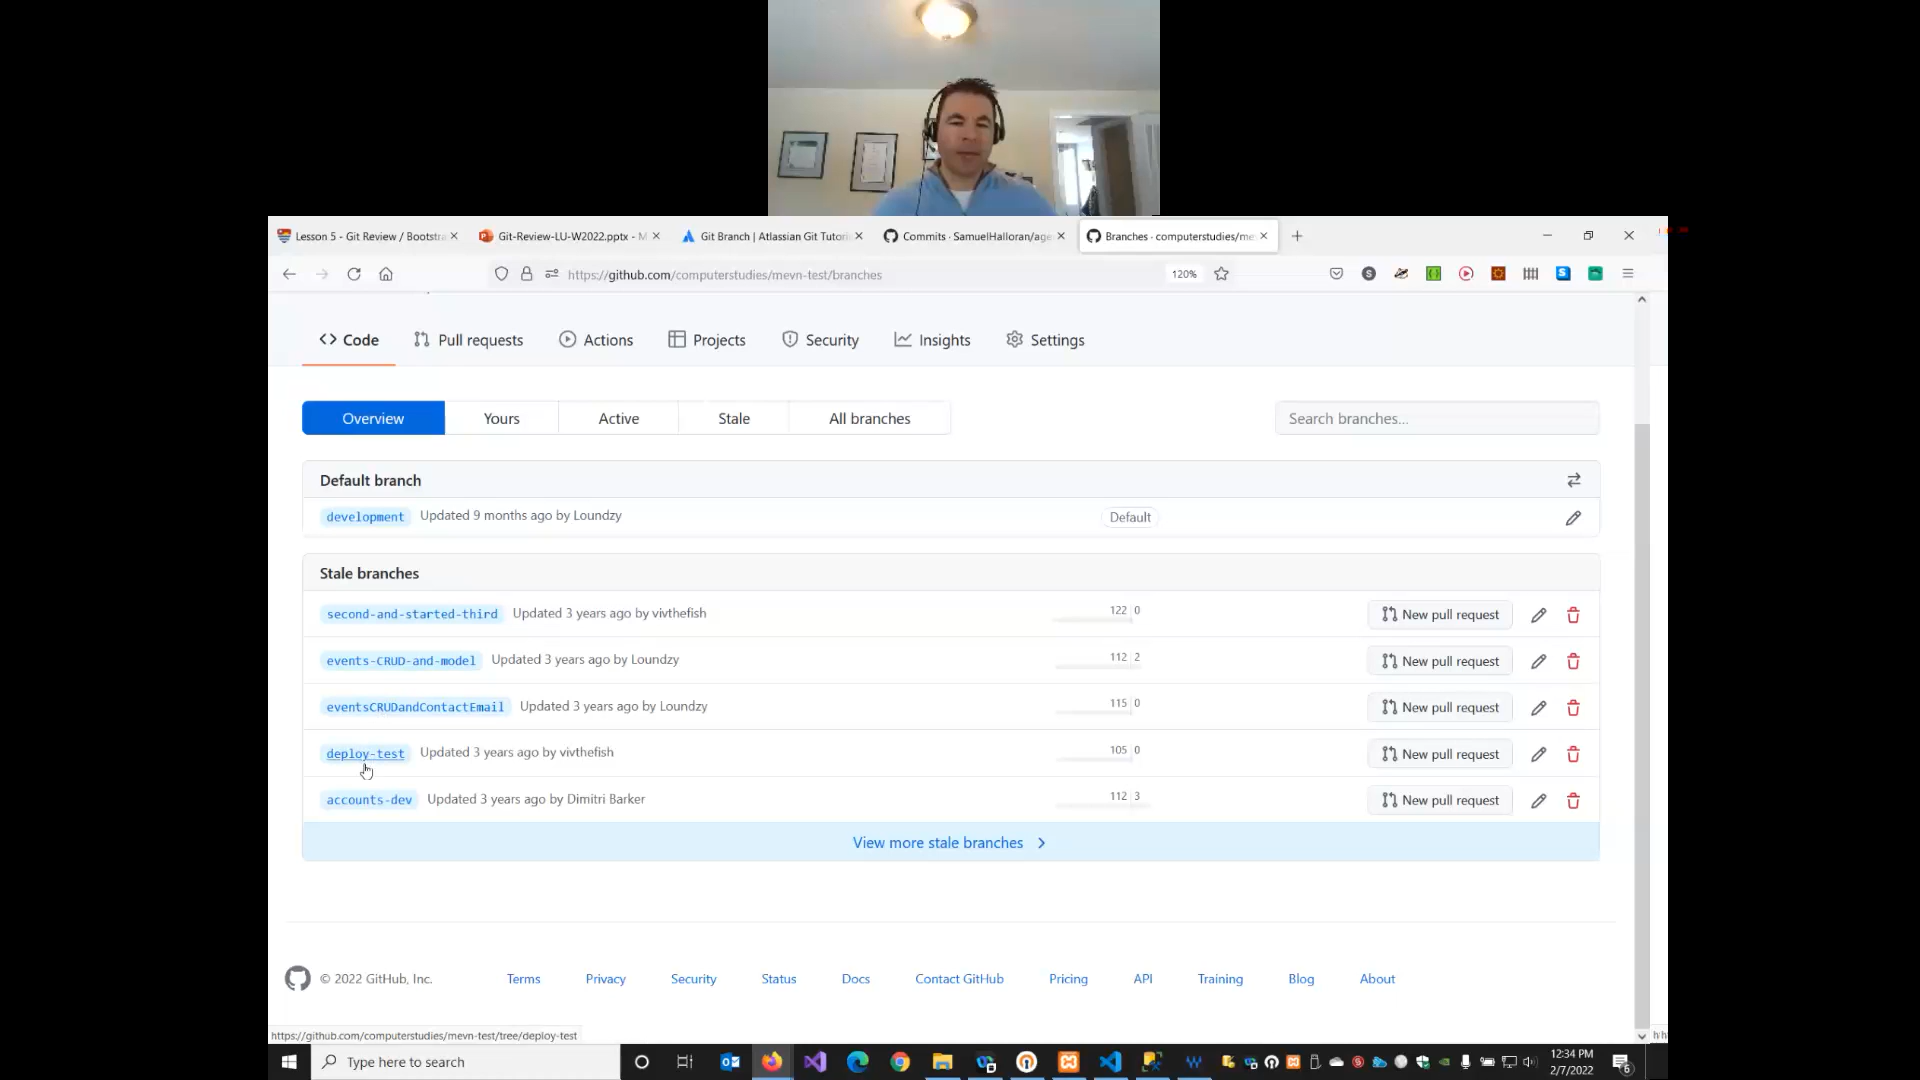 Lesson 5 - Git Review / Bootstra
Git-Review-LU-W2022.pptx - M
Git Branch | Atlassian Git Tutori
Commits · SamuelHalloran/age
Branches · computerstudies/me
https://github.com/computerstudies/mevn-test/branches
120%
Code
Pull requests
Actions
Projects
Security
Insights
Settings
Overview
Yours
Active
Stale
All branches
Search branches...
Default branch
development Updated 9 months ago by Loundzy
Default
Stale branches
second-and-started-third Updated 3 years ago by vivthefish
122 0
New pull request
events-CRUD-and-model Updated 3 years ago by Loundzy
112 2
New pull request
eventsCRUDandContactEmail Updated 3 years ago by Loundzy
115 0
New pull request
deploy-test Updated 3 years ago by vivthefish
105 0
New pull request
accounts-dev Updated 3 years ago by Dimitri Barker
112 3
New pull request
View more stale branches
© 2022 GitHub, Inc.
Terms
Privacy
Security
Status
Docs
Contact GitHub
Pricing
API
Training
Blog
About
https://github.com/computerstudies/mevn-test/tree/deploy-test
Type here to search
12:34 PM
2/7/2022
6